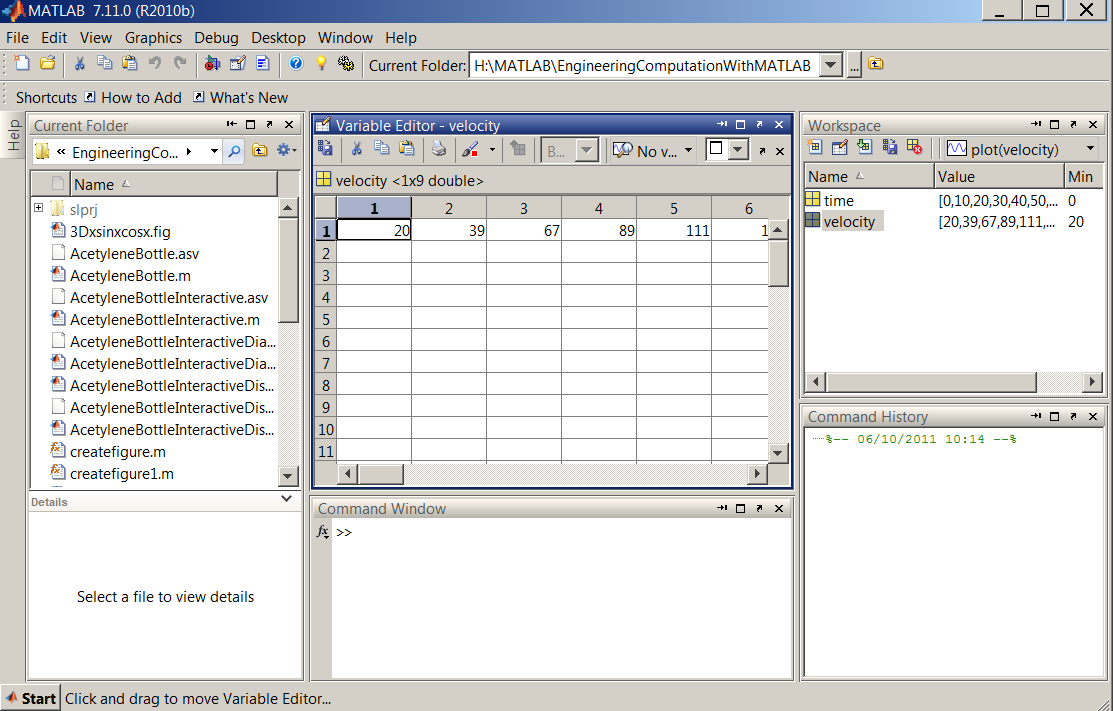 MATLAB 7.11.0 (R2010b)
File Edit View Graphics Debug Desktop Window Help
Current Folder: H:\MATLAB\EngineeringComputationWithMATLAB ...
Shortcuts How to Add What's New
Help
Current Folder
« EngineeringCo...
Name
slprj
3Dxsinxcosx.fig
AcetyleneBottle.asv
AcetyleneBottle.m
AcetyleneBottleInteractive.asv
AcetyleneBottleInteractive.m
AcetyleneBottleInteractiveDia...
AcetyleneBottleInteractiveDia...
AcetyleneBottleInteractiveDis...
AcetyleneBottleInteractiveDis...
AcetyleneBottleInteractiveDis...
createfigure.m
createfigure1.m
Details
Select a file to view details
Variable Editor - velocity
B... No v...
velocity <1x9 double>
1 2 3 4 5 6
1 20 39 67 89 111 1
2
3
4
5
6
7
8
9
10
11
Command Window
fx >>
Workspace
plot(velocity)
Name Value Min
time [0,10,20,30,40,50,... 0
velocity [20,39,67,89,111,... 20
Command History
%-- 06/10/2011 10:14 --%
Start Click and drag to move Variable Editor...